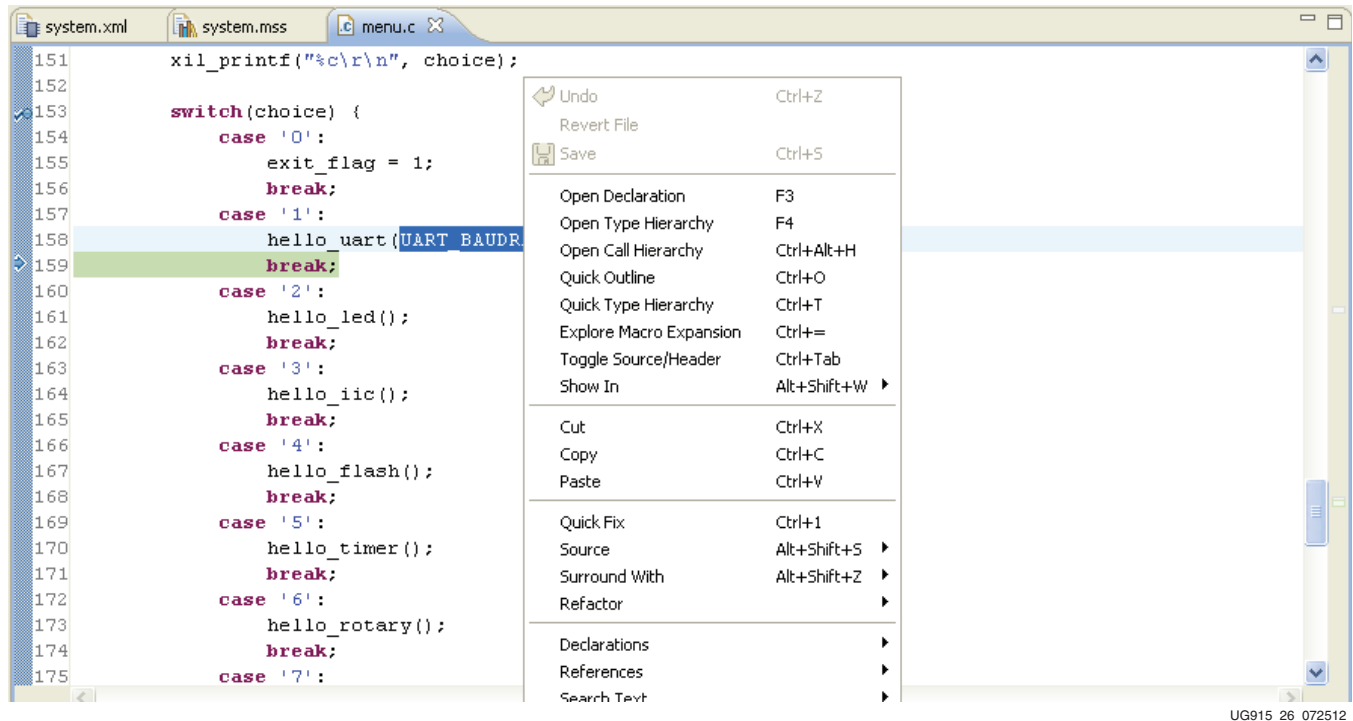 system.xml system.mss menu.c
151 xil_printf("%c\r\n", choice);
152
153 switch(choice) {
154 case '0':
155 exit_flag = 1;
156 break;
157 case '1':
158 hello_uart(UART_BAUDR
159 break;
160 case '2':
161 hello_led();
162 break;
163 case '3':
164 hello_iic();
165 break;
166 case '4':
167 hello_flash();
168 break;
169 case '5':
170 hello_timer();
171 break;
172 case '6':
173 hello_rotary();
174 break;
175 case '7':
Undo Ctrl+Z
Revert File
Save Ctrl+S
Open Declaration F3
Open Type Hierarchy F4
Open Call Hierarchy Ctrl+Alt+H
Quick Outline Ctrl+O
Quick Type Hierarchy Ctrl+T
Explore Macro Expansion Ctrl+=
Toggle Source/Header Ctrl+Tab
Show In Alt+Shift+W
Cut Ctrl+X
Copy Ctrl+C
Paste Ctrl+V
Quick Fix Ctrl+1
Source Alt+Shift+S
Surround With Alt+Shift+Z
Refactor
Declarations
References
Search Text
UG915_26_072512